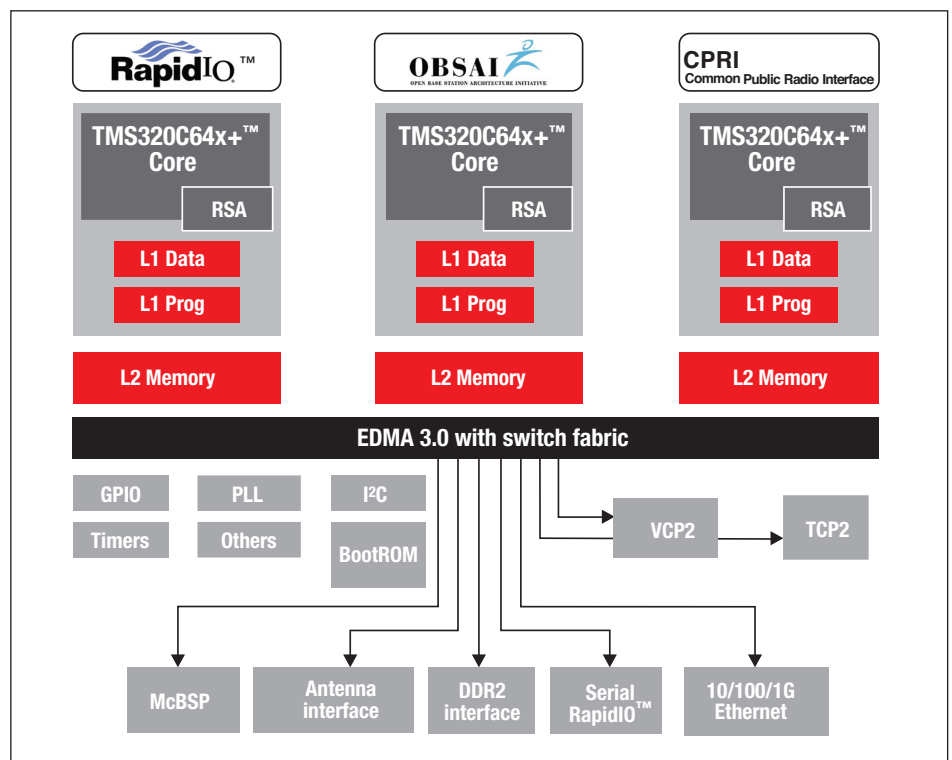 RapidIO™
OBSAI
OPEN BASE STATION ARCHITECTURE INITIATIVE
CPRI
Common Public Radio Interface
TMS320C64x+™
Core
RSA
L1 Data
L1 Prog
L2 Memory
TMS320C64x+™
Core
RSA
L1 Data
L1 Prog
L2 Memory
TMS320C64x+™
Core
RSA
L1 Data
L1 Prog
L2 Memory
EDMA 3.0 with switch fabric
GPIO
PLL
I²C
Timers
Others
BootROM
VCP2
TCP2
McBSP
Antenna
interface
DDR2
interface
Serial
RapidIO™
10/100/1G
Ethernet